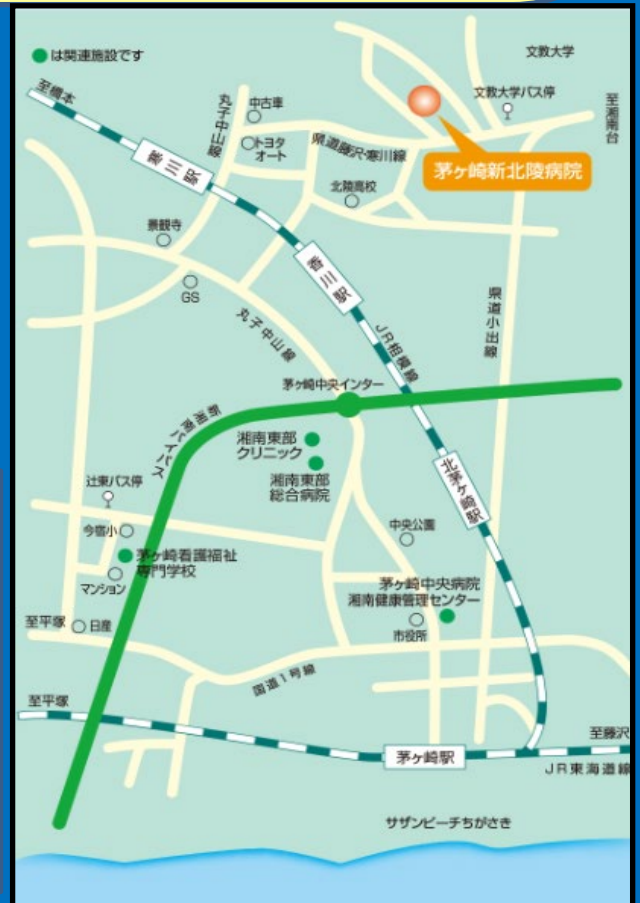 は関連施設です
文教大学
至橋本
丸子中山線
中古車
文教大学バス停
至湘南台
トヨタ
オート
県道藤沢・寒川線
寒川駅
茅ヶ崎新北陵病院
北陵高校
景観寺
香川駅
GS
県道小出線
丸子中山線
JR相模線
茅ヶ崎中央インター
新湘南バイパス
湘南東部
クリニック
湘南東部
総合病院
北茅ヶ崎駅
辻東バス停
今宿小
中央公園
茅ヶ崎看護福祉
専門学校
マンション
茅ヶ崎中央病院
湘南健康管理センター
至平塚
日産
市役所
国道1号線
至平塚
至藤沢
茅ヶ崎駅
JR東海道線
サザンビーチちがさき